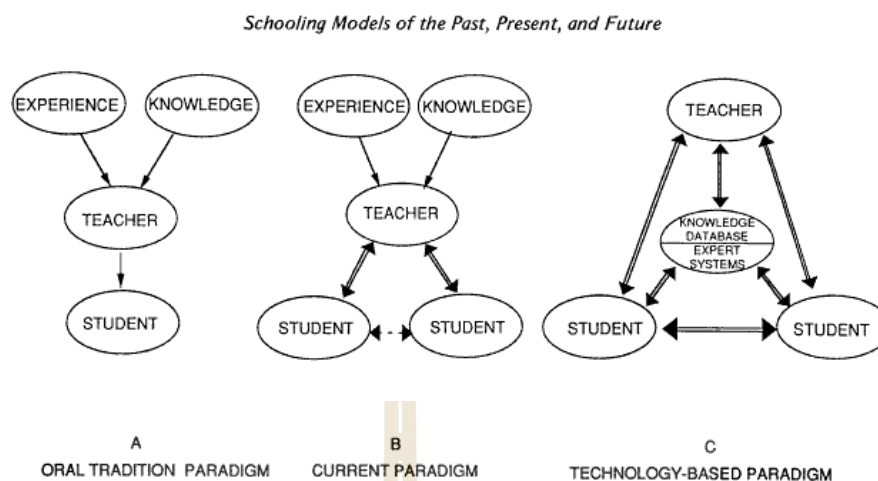 Schooling Models of the Past, Present, and Future
EXPERIENCE
KNOWLEDGE
TEACHER
STUDENT
A
ORAL TRADITION PARADIGM
EXPERIENCE
KNOWLEDGE
TEACHER
STUDENT
STUDENT
B
CURRENT PARADIGM
TEACHER
KNOWLEDGE
DATABASE
EXPERT
SYSTEMS
STUDENT
STUDENT
C
TECHNOLOGY-BASED PARADIGM